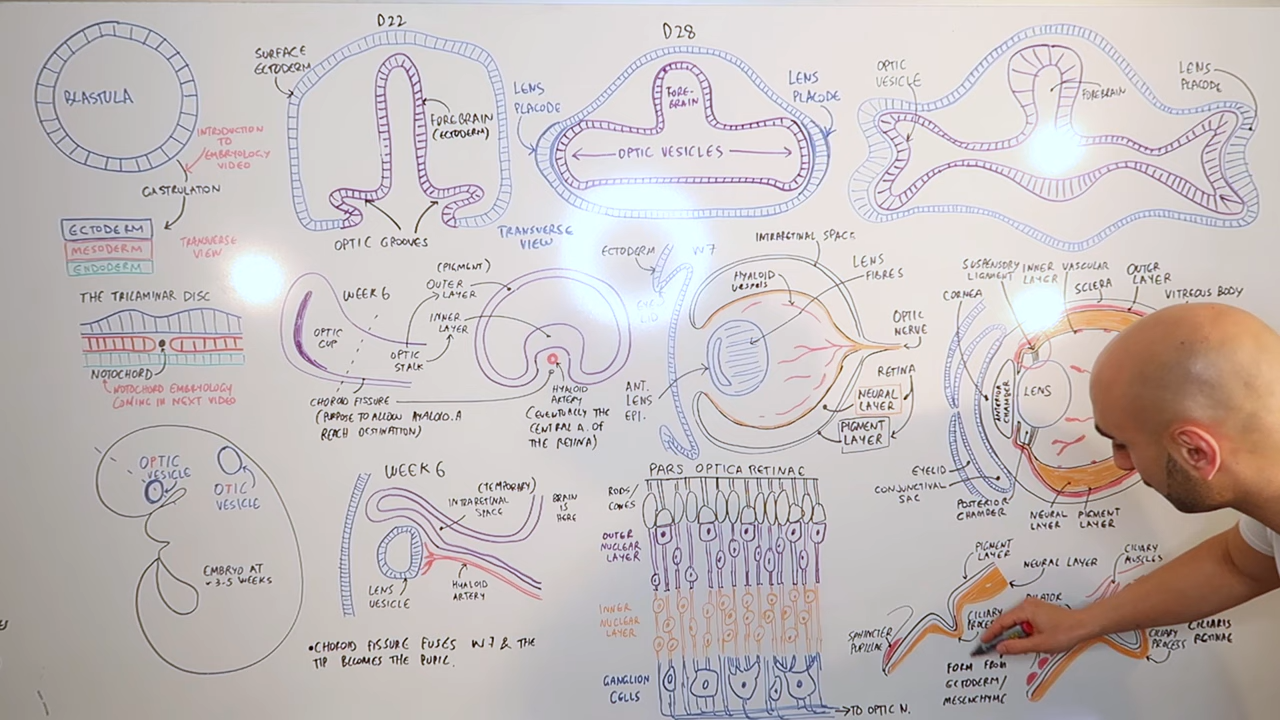 BLASTULA
INTRODUCTION
TO
EMBRYOLOGY
VIDEO
GASTRULATION
ECTODERM
MESODERM
ENDODERM
TRANSVERSE
VIEW
THE TRILAMINAR DISC
NOTOCHORD
NOTOCHORD EMBRYOLOGY
COMING IN NEXT VIDEO
OPTIC
VESICLE
OTIC
VESICLE
EMBRYO AT
~3.5 WEEKS
D22
SURFACE
ECTODERM
FOREBRAIN
(ECTODERM)
OPTIC GROOVES
D28
LENS
PLACODE
FORE-
BRAIN
LENS
PLACODE
OPTIC VESICLES
TRANSVERSE
VIEW
OPTIC
VESICLE
FOREBRAIN
LENS
PLACODE
WEEK 6
OPTIC
CUP
(PIGMENT)
OUTER
LAYER
INNER
LAYER
OPTIC
STALK
CHOROID FISSURE
(PURPOSE TO ALLOW HYALOID.A
REACH DESTINATION)
HYALOID
ARTERY
(EVENTUALLY THE
CENTRAL A. OF
THE RETINA)
WEEK 6
(TEMPORARY)
INTRARETINAL
SPACE
BRAIN
IS
HERE
LENS
VESICLE
HYALOID
ARTERY
•CHOROID FISSURE FUSES W7 & THE
TIP BECOMES THE PUPIL.
ECTODERM
W7
EYELID
INTRARETINAL SPACE
HYALOID
VESSELS
LENS
FIBRES
OPTIC
NERVE
ANT.
LENS
EPI.
RETINA
NEURAL
LAYER
PIGMENT
LAYER
PARS OPTICA RETINAE
RODS/
CONES
OUTER
NUCLEAR
LAYER
INNER
NUCLEAR
LAYER
GANGLION
CELLS
TO OPTIC N.
SUSPENSORY
LIGAMENT
INNER VASCULAR
LAYER
SCLERA
OUTER
LAYER
VITREOUS BODY
CORNEA
ANTERIOR
CHAMBER
LENS
EYELID
CONJUNCTIVAL
SAC
POSTERIOR
CHAMBER
NEURAL
LAYER
PIGMENT
LAYER
PIGMENT
LAYER
NEURAL LAYER
CILIARY
MUSCLES
SPHINCTER
PUPILLAE
CILIARY
PROCESS
FORM FROM
ECTODERM/
MESENCHYME
CILIARY
PROCESS
CILIARIS
RETINAE